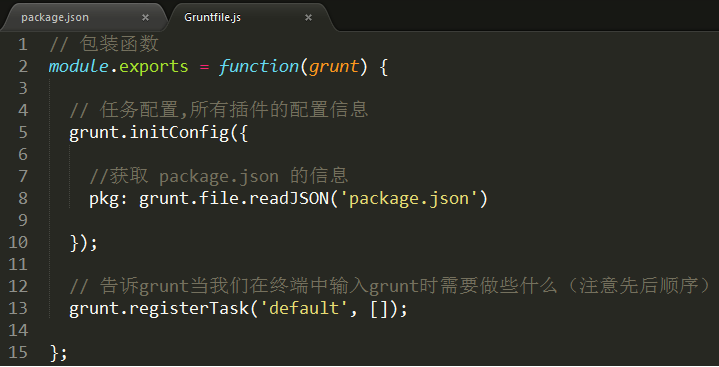 package.json × Gruntfile.js ×
1 // 包装函数
2 module.exports = function(grunt) {
3
4 // 任务配置,所有插件的配置信息
5 grunt.initConfig({
6
7 //获取 package.json 的信息
8 pkg: grunt.file.readJSON('package.json')
9
10 });
11
12 // 告诉grunt当我们在终端中输入grunt时需要做些什么（注意先后顺序）
13 grunt.registerTask('default', []);
14
15 };